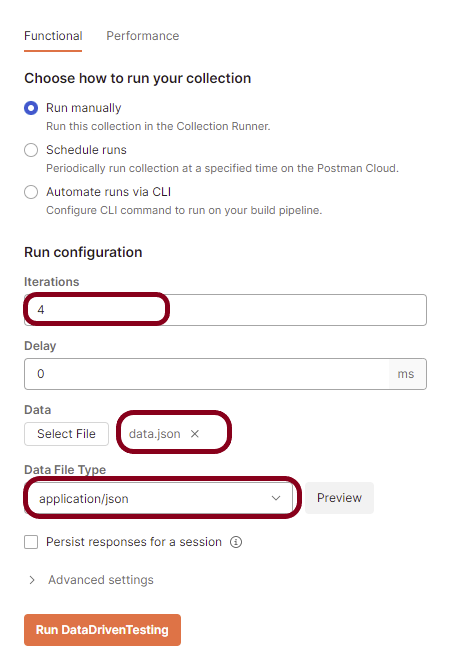 Functional Performance
Choose how to run your collection
Run manually
Run this collection in the Collection Runner.
Schedule runs
Periodically run collection at a specified time on the Postman Cloud.
Automate runs via CLI
Configure CLI command to run on your build pipeline.
Run configuration
Iterations
4
Delay
0 ms
Data
Select File data.json ×
Data File Type
application/json Preview
Persist responses for a session
Advanced settings
Run DataDrivenTesting